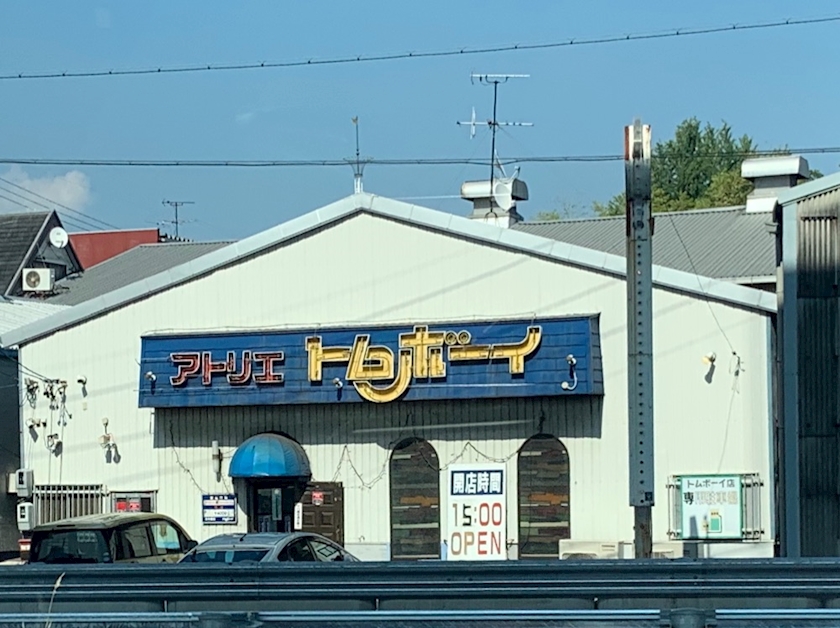 アトリエ トムボーイ
開店時間
15:00
OPEN
トムボーイ店
専用駐車場